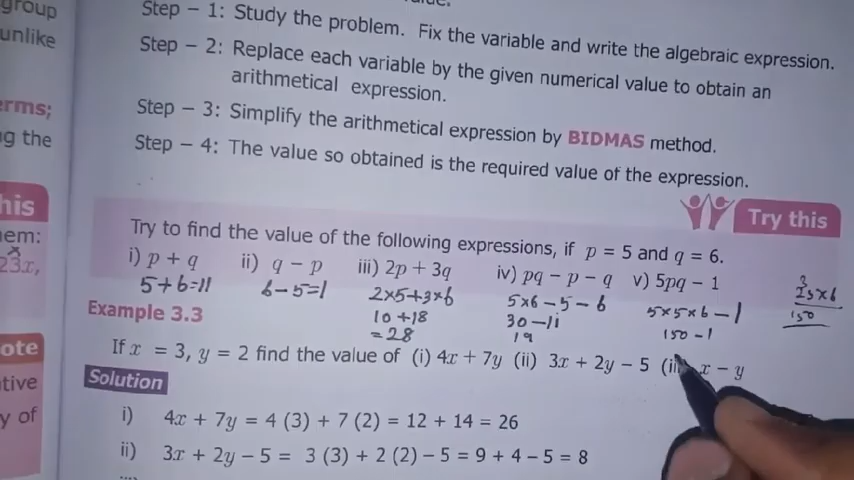 group
unlike
erms;
g the
his
em:
23x,
ote
tive
y of
Step – 1: Study the problem. Fix the variable and write the algebraic expression.
Step – 2: Replace each variable by the given numerical value to obtain an
arithmetical expression.
Step – 3: Simplify the arithmetical expression by BIDMAS method.
Step – 4: The value so obtained is the required value of the expression.
Try this
Try to find the value of the following expressions, if p = 5 and q = 6.
i) p + q ii) q – p iii) 2p + 3q iv) pq – p – q v) 5pq – 1
5+6=11 6-5=1 2×5+3×6 5×6-5-6 5×5×6-1
10+18 30-11 150-1
=28 19
3
25×6
150
Example 3.3
If x = 3, y = 2 find the value of (i) 4x + 7y (ii) 3x + 2y – 5 (iii) x – y
Solution
i) 4x + 7y = 4 (3) + 7 (2) = 12 + 14 = 26
ii) 3x + 2y – 5 = 3 (3) + 2 (2) – 5 = 9 + 4 – 5 = 8